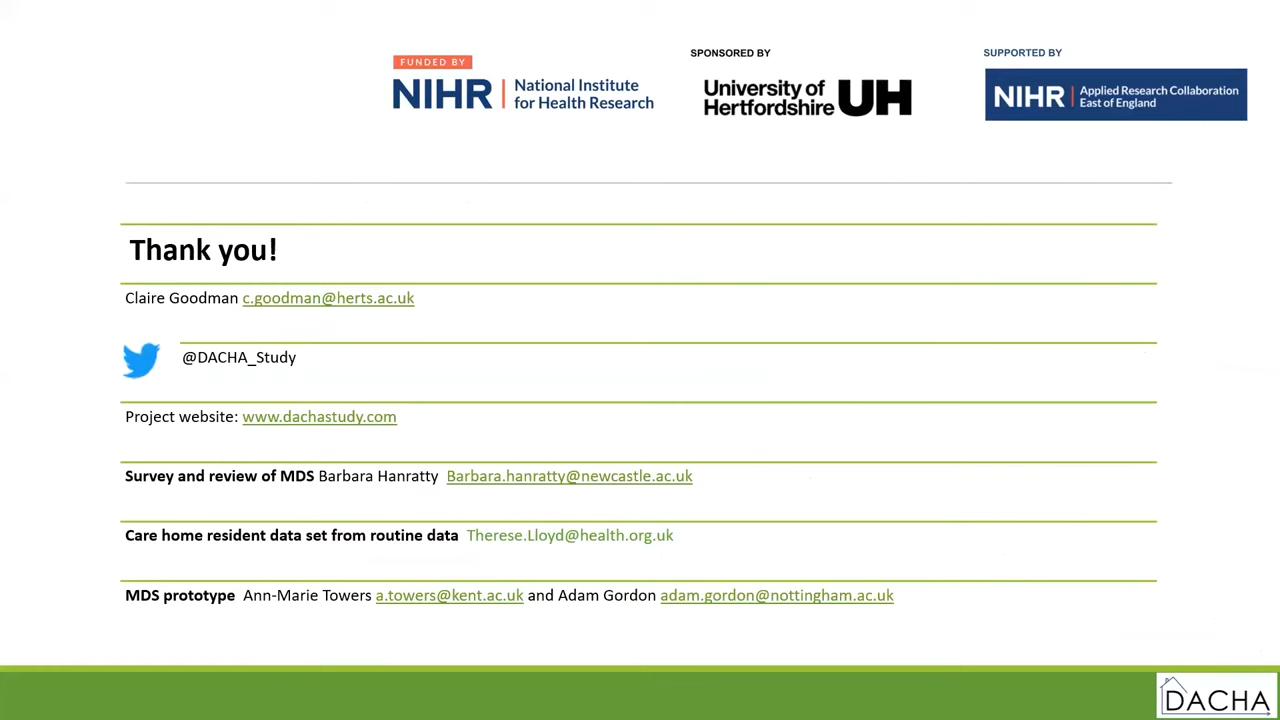 FUNDED BY
NIHR | National Institute
for Health Research
SPONSORED BY
University of
Hertfordshire UH
SUPPORTED BY
NIHR | Applied Research Collaboration
East of England
Thank you!
Claire Goodman c.goodman@herts.ac.uk
@DACHA_Study
Project website: www.dachastudy.com
Survey and review of MDS Barbara Hanratty Barbara.hanratty@newcastle.ac.uk
Care home resident data set from routine data Therese.Lloyd@health.org.uk
MDS prototype Ann-Marie Towers a.towers@kent.ac.uk and Adam Gordon adam.gordon@nottingham.ac.uk
DACHA